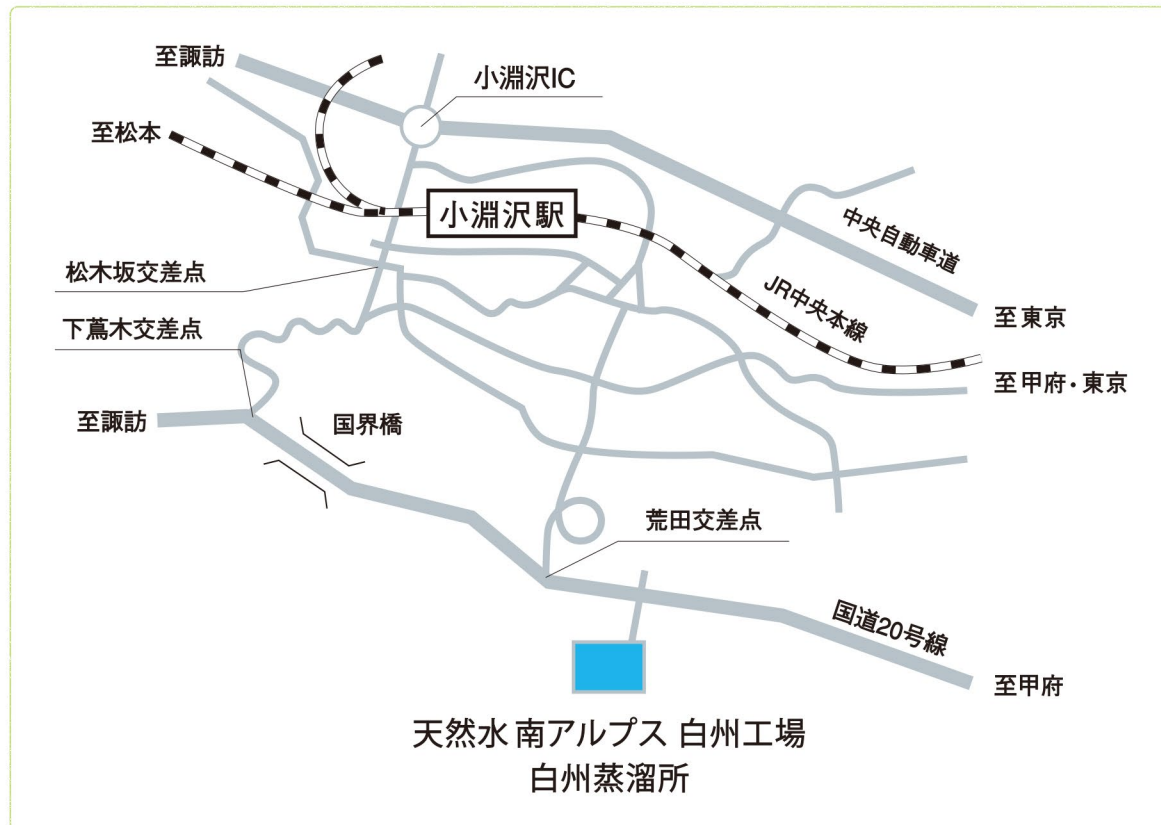 至諏訪
小淵沢IC
至松本
小淵沢駅
中央自動車道
松木坂交差点
JR中央本線
至東京
下蔦木交差点
至甲府・東京
至諏訪
国界橋
荒田交差点
国道20号線
至甲府
天然水 南アルプス 白州工場
白州蒸溜所